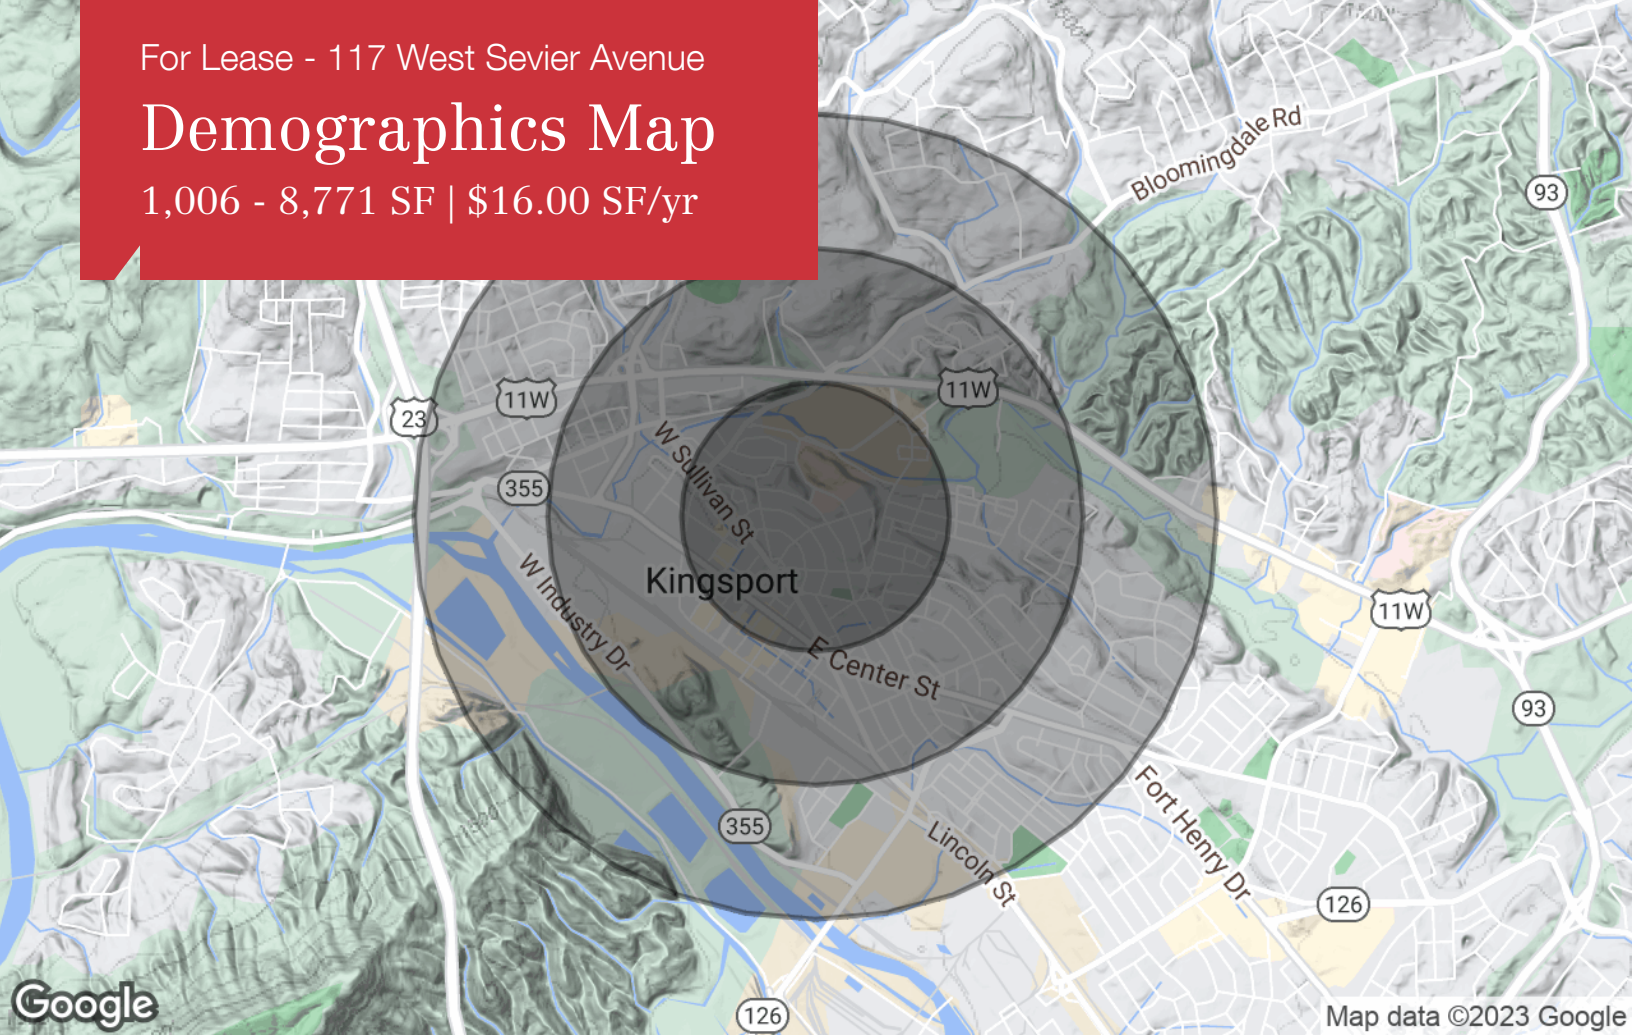 For Lease - 117 West Sevier Avenue
Demographics Map
1,006 - 8,771 SF | $16.00 SF/yr
Bloomingdale Rd
93
11W
23
11W
W Sullivan St
355
Kingsport
W Industry Dr
11W
E Center St
93
Fort Henry Dr
355
Lincoln St
126
Google
126
Map data ©2023 Google